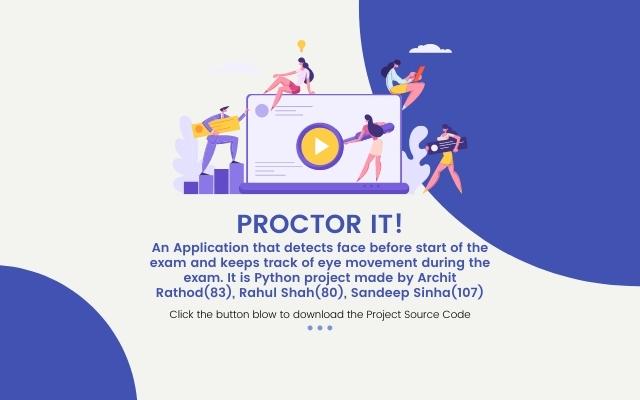 PROCTOR IT!
An Application that detects face before start of the
exam and keeps track of eye movement during the
exam. It is Python project made by Archit
Rathod(83), Rahul Shah(80), Sandeep Sinha(107)
Click the button blow to download the Project Source Code